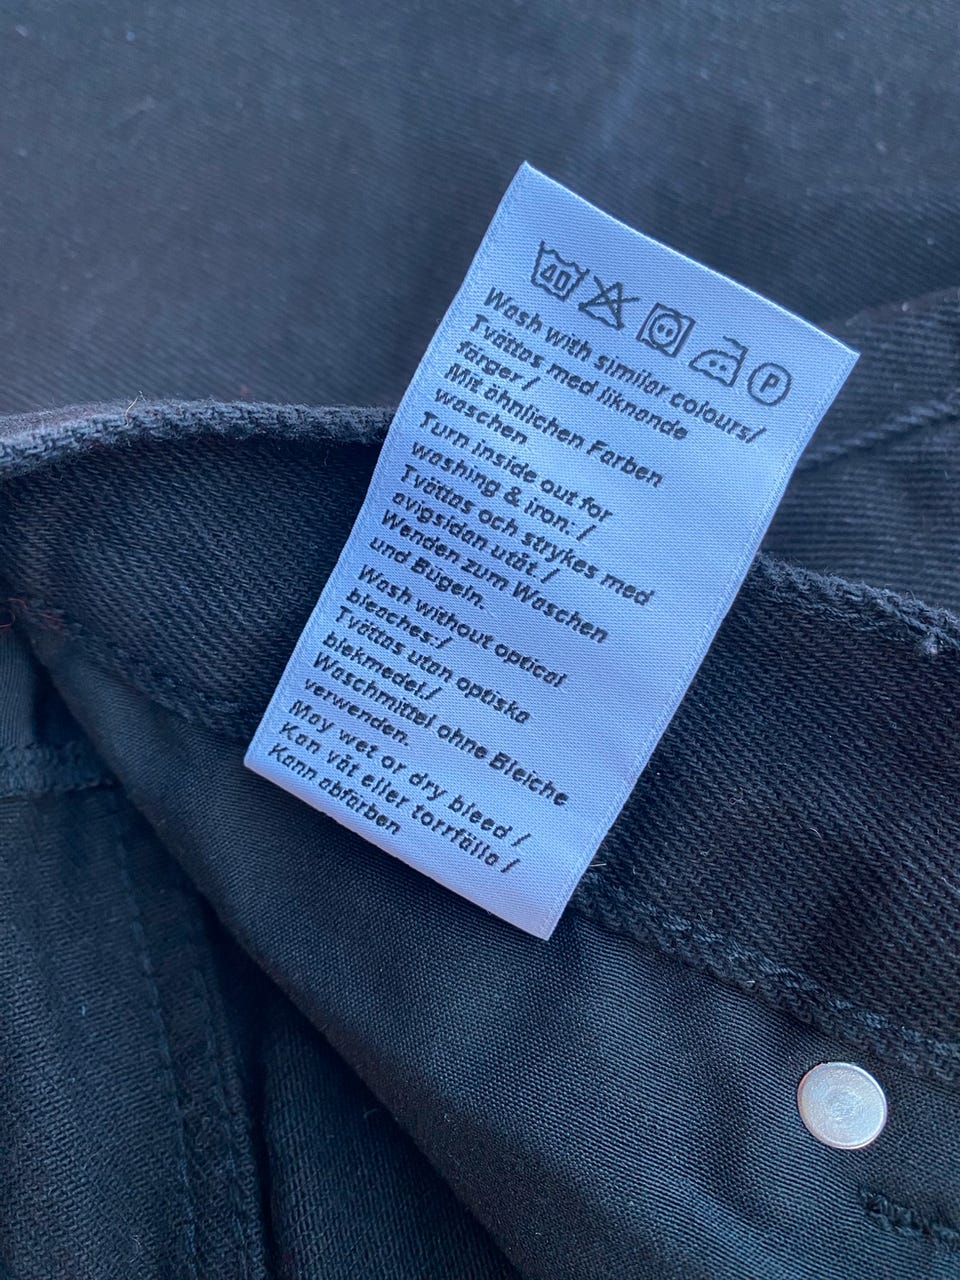 40 P
Wash with similar colours/
Tvättas med liknande
färger /
Mit ähnlichen Farben
waschen
Turn inside out for
washing & iron: /
Tvättas och strykes med
avigsidan utåt. /
Wenden zum Waschen
und Bügeln.
Wash without optical
bleaches:/
Tvättas utan optiska
blekmedel./
Waschmittel ohne Bleiche
verwenden.
May wet or dry bleed /
Kan våt eller torrfälla /
Kann abfärben